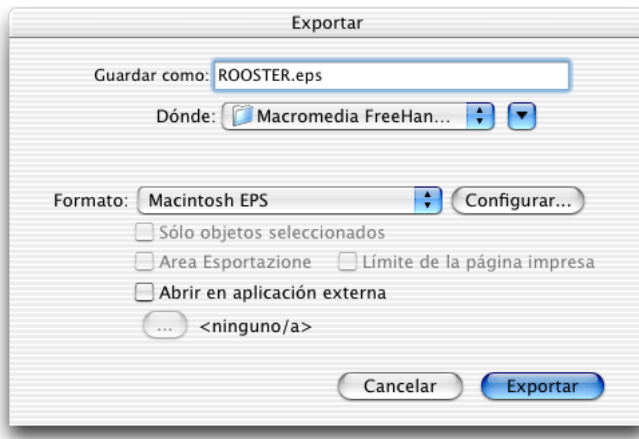 Exportar
Guardar como: ROOSTER.eps
Dónde: Macromedia FreeHan...
Formato: Macintosh EPS Configurar...
Sólo objetos seleccionados
Area Esportazione Límite de la página impresa
Abrir en aplicación externa
... <ninguno/a>
Cancelar Exportar